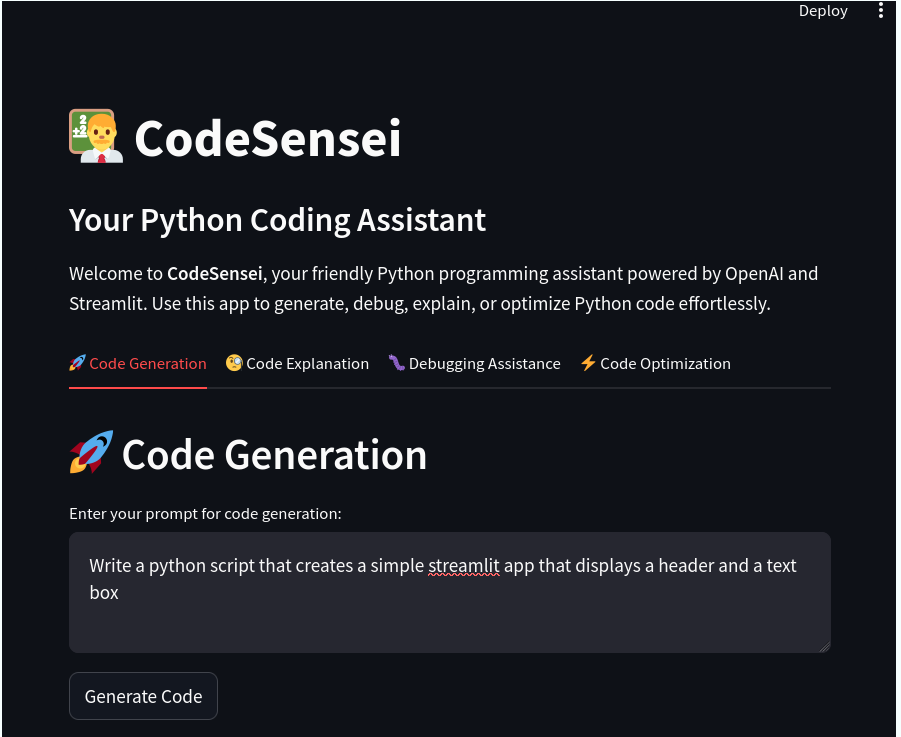 Deploy
CodeSensei
Your Python Coding Assistant
Welcome to CodeSensei, your friendly Python programming assistant powered by OpenAI and
Streamlit. Use this app to generate, debug, explain, or optimize Python code effortlessly.
Code Generation Code Explanation Debugging Assistance Code Optimization
Code Generation
Enter your prompt for code generation:
Write a python script that creates a simple streamlit app that displays a header and a text
box
Generate Code